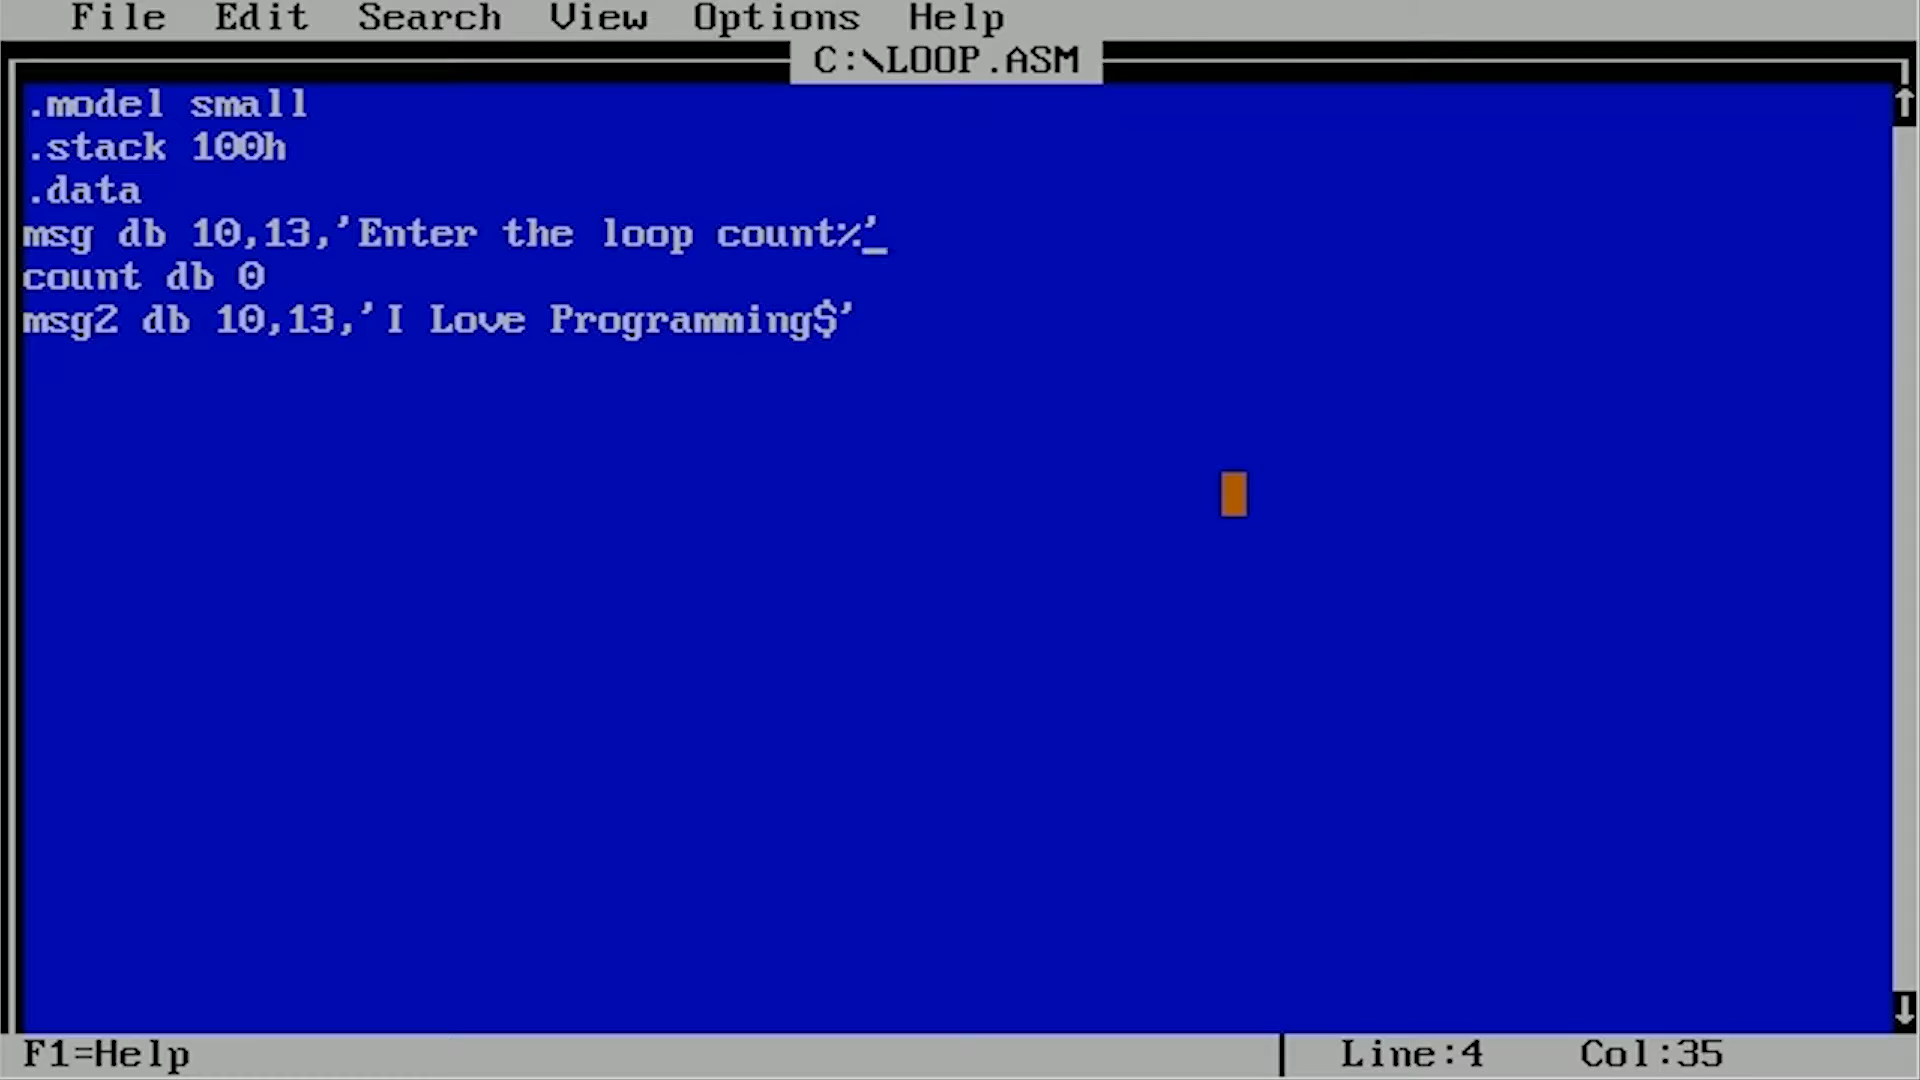 File Edit Search View Options Help
C:\LOOP.ASM
.model small
.stack 100h
.data
msg db 10,13,'Enter the loop count%'
count db 0
msg2 db 10,13,'I Love Programming$'
F1=Help Line:4 Col:35